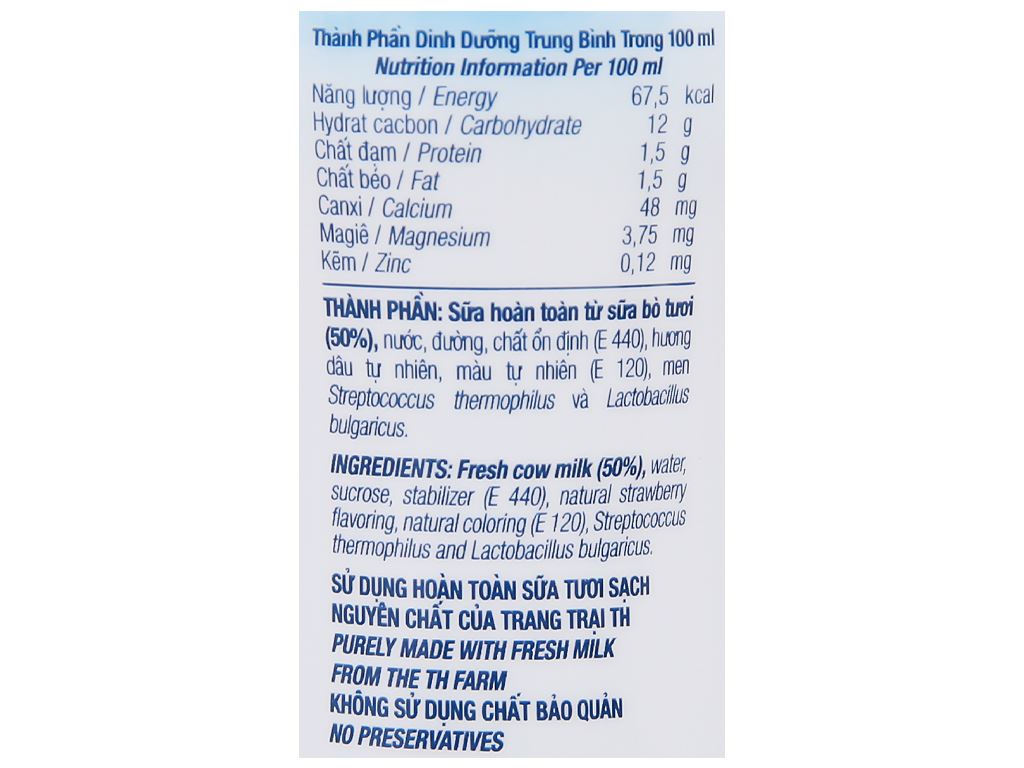 Thành Phần Dinh Dưỡng Trung Bình Trong 100 ml
Nutrition Information Per 100 ml
Năng lượng / Energy 67,5 kcal
Hydrat cacbon / Carbohydrate 12 g
Chất đạm / Protein 1,5 g
Chất béo / Fat 1,5 g
Canxi / Calcium 48 mg
Magiê / Magnesium 3,75 mg
Kẽm / Zinc 0,12 mg
THÀNH PHẦN: Sữa hoàn toàn từ sữa bò tươi
(50%), nước, đường, chất ổn định (E 440), hương
dâu tự nhiên, màu tự nhiên (E 120), men
Streptococcus thermophilus và Lactobacillus
bulgaricus.
INGREDIENTS: Fresh cow milk (50%), water,
sucrose, stabilizer (E 440), natural strawberry
flavoring, natural coloring (E 120), Streptococcus
thermophilus and Lactobacillus bulgaricus.
SỬ DỤNG HOÀN TOÀN SỮA TƯƠI SẠCH
NGUYÊN CHẤT CỦA TRANG TRẠI TH
PURELY MADE WITH FRESH MILK
FROM THE TH FARM
KHÔNG SỬ DỤNG CHẤT BẢO QUẢN
NO PRESERVATIVES